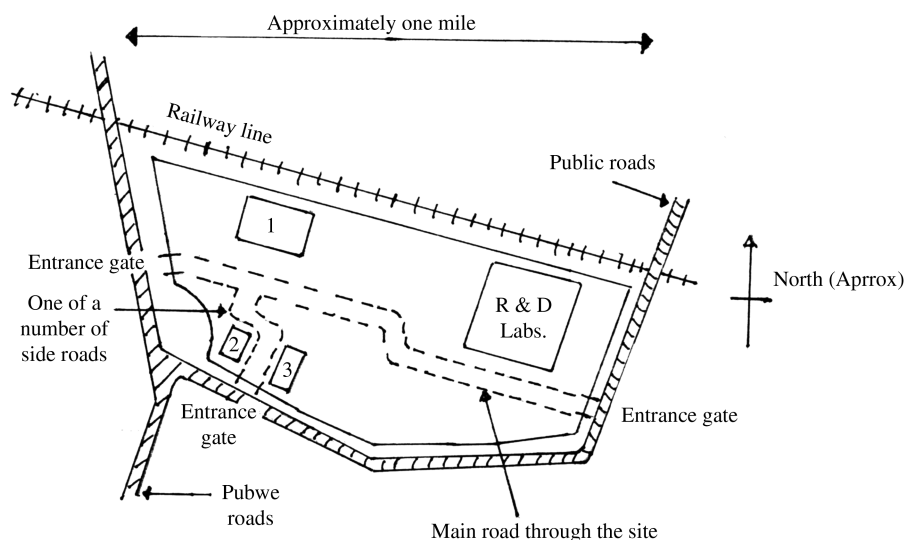 Approximately one mile
Railway line
Public roads
1
Entrance gate
North (Aprrox)
R & D
Labs.
One of a
number of
side roads
2
3
Entrance
gate
Entrance gate
Pubwe
roads
Main road through the site